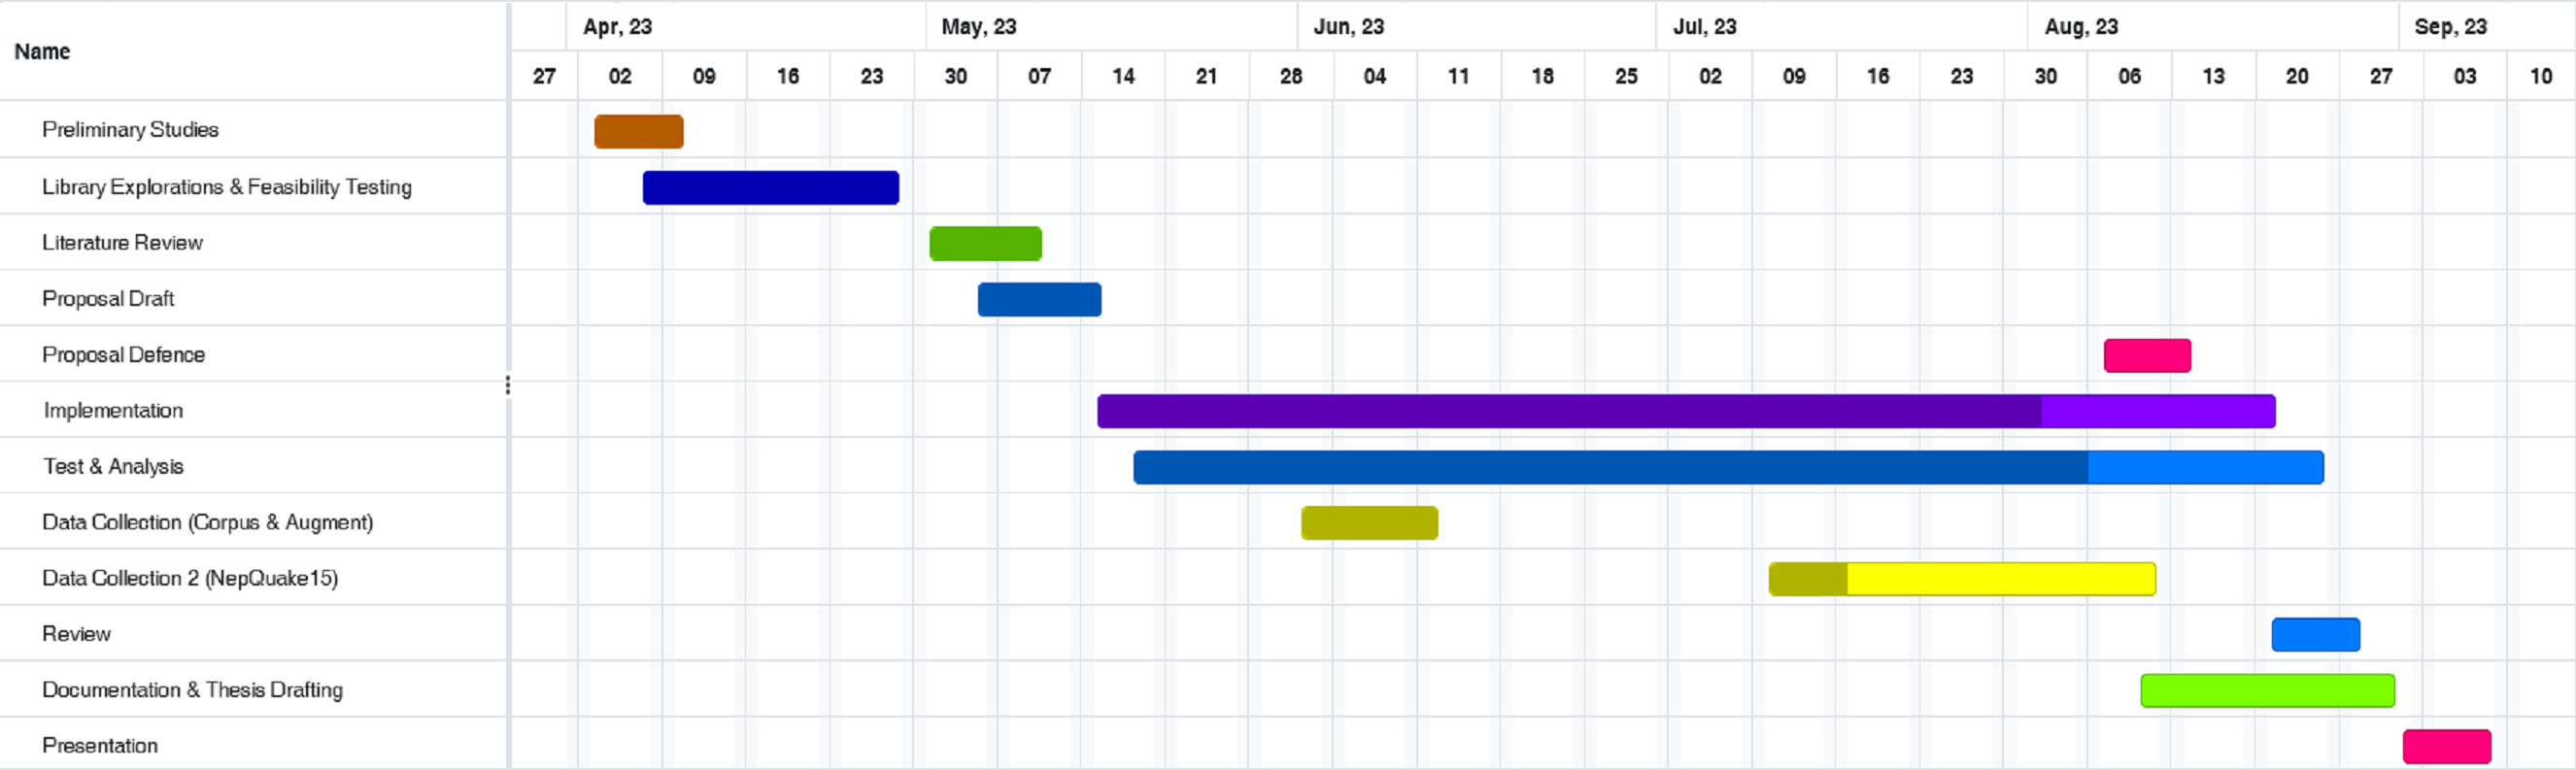 Name
Apr, 23 May, 23 Jun, 23 Jul, 23 Aug, 23 Sep, 23
27 02 09 16 23 30 07 14 21 28 04 11 18 25 02 09 16 23 30 06 13 20 27 03 10
Preliminary Studies
Library Explorations & Feasibility Testing
Literature Review
Proposal Draft
Proposal Defence
Implementation
Test & Analysis
Data Collection (Corpus & Augment)
Data Collection 2 (NepQuake15)
Review
Documentation & Thesis Drafting
Presentation